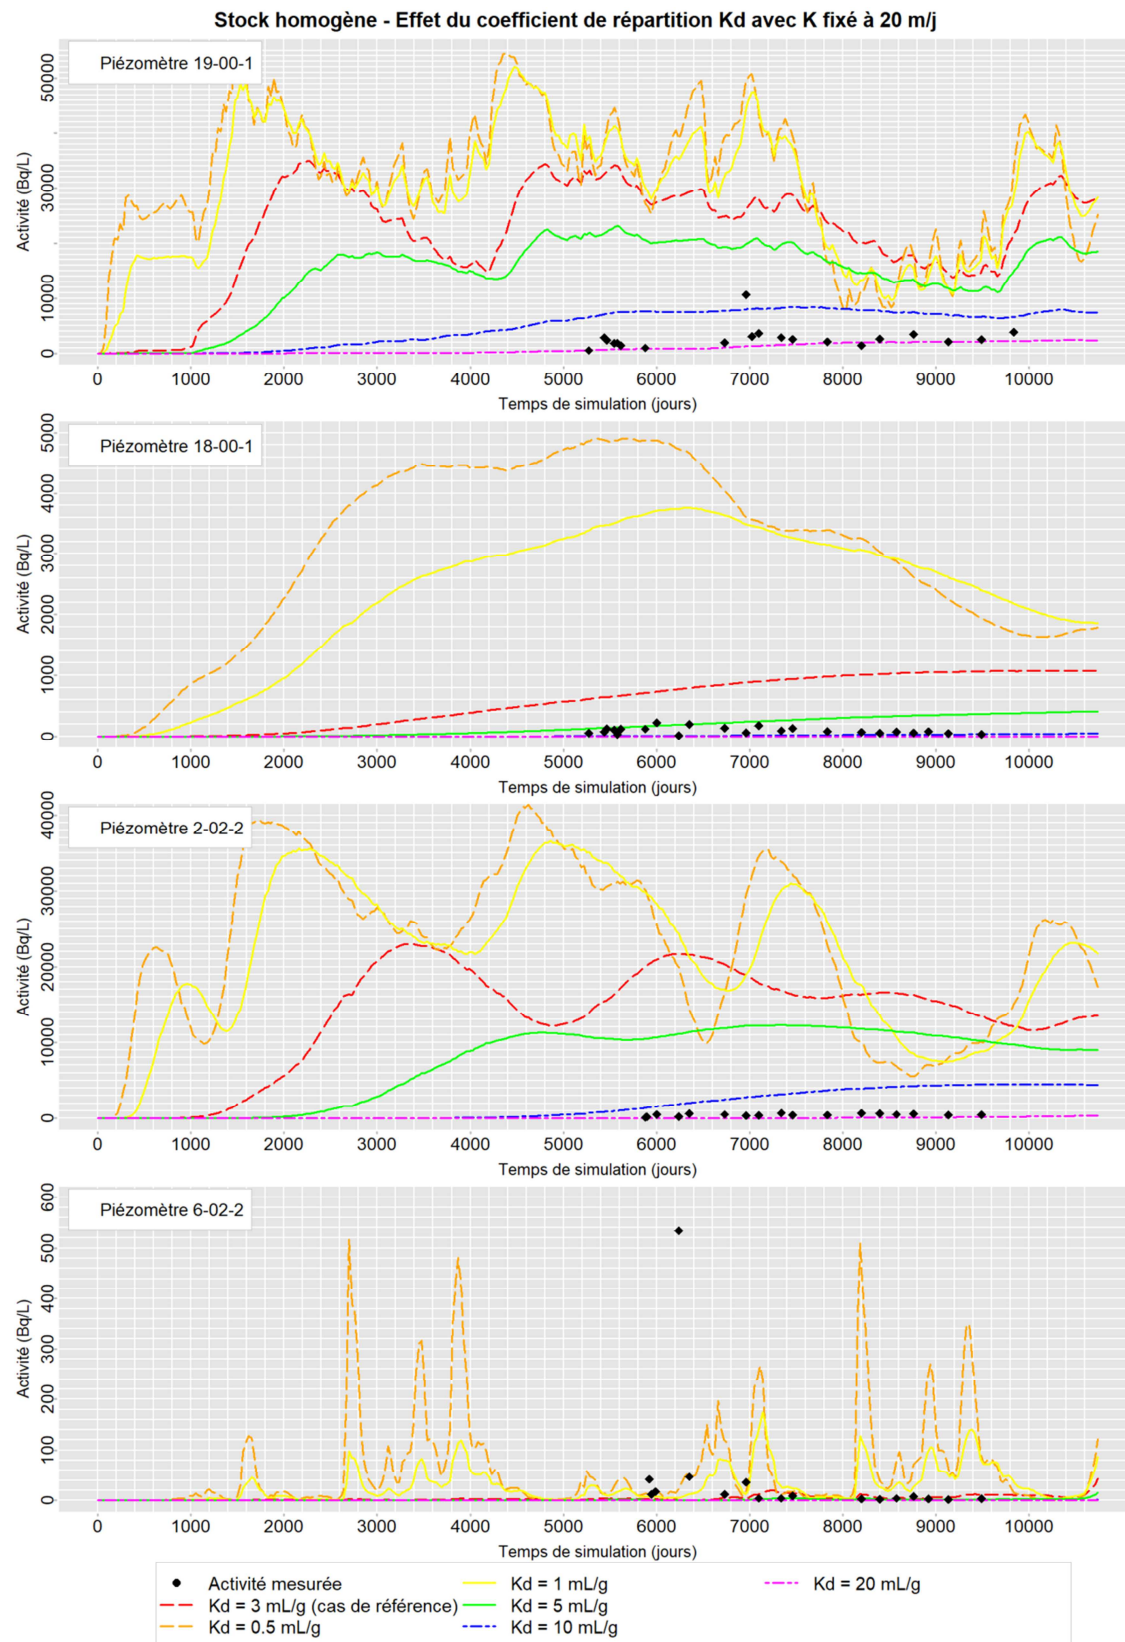 Stock homogène - Effet du coefficient de répartition Kd avec K fixé à 20 m/j
Piézomètre 19-00-1
Activité (Bq/L)
50000
30000
10000
0
0 1000 2000 3000 4000 5000 6000 7000 8000 9000 10000
Temps de simulation (jours)
Piézomètre 18-00-1
Activité (Bq/L)
5000
4000
3000
2000
1000
0
0 1000 2000 3000 4000 5000 6000 7000 8000 9000 10000
Temps de simulation (jours)
Piézomètre 2-02-2
Activité (Bq/L)
40000
30000
20000
10000
0
0 1000 2000 3000 4000 5000 6000 7000 8000 9000 10000
Temps de simulation (jours)
Piézomètre 6-02-2
Activité (Bq/L)
600
500
400
300
200
100
0
0 1000 2000 3000 4000 5000 6000 7000 8000 9000 10000
Temps de simulation (jours)
Activité mesurée
Kd = 3 mL/g (cas de référence)
Kd = 0.5 mL/g
Kd = 1 mL/g
Kd = 5 mL/g
Kd = 10 mL/g
Kd = 20 mL/g